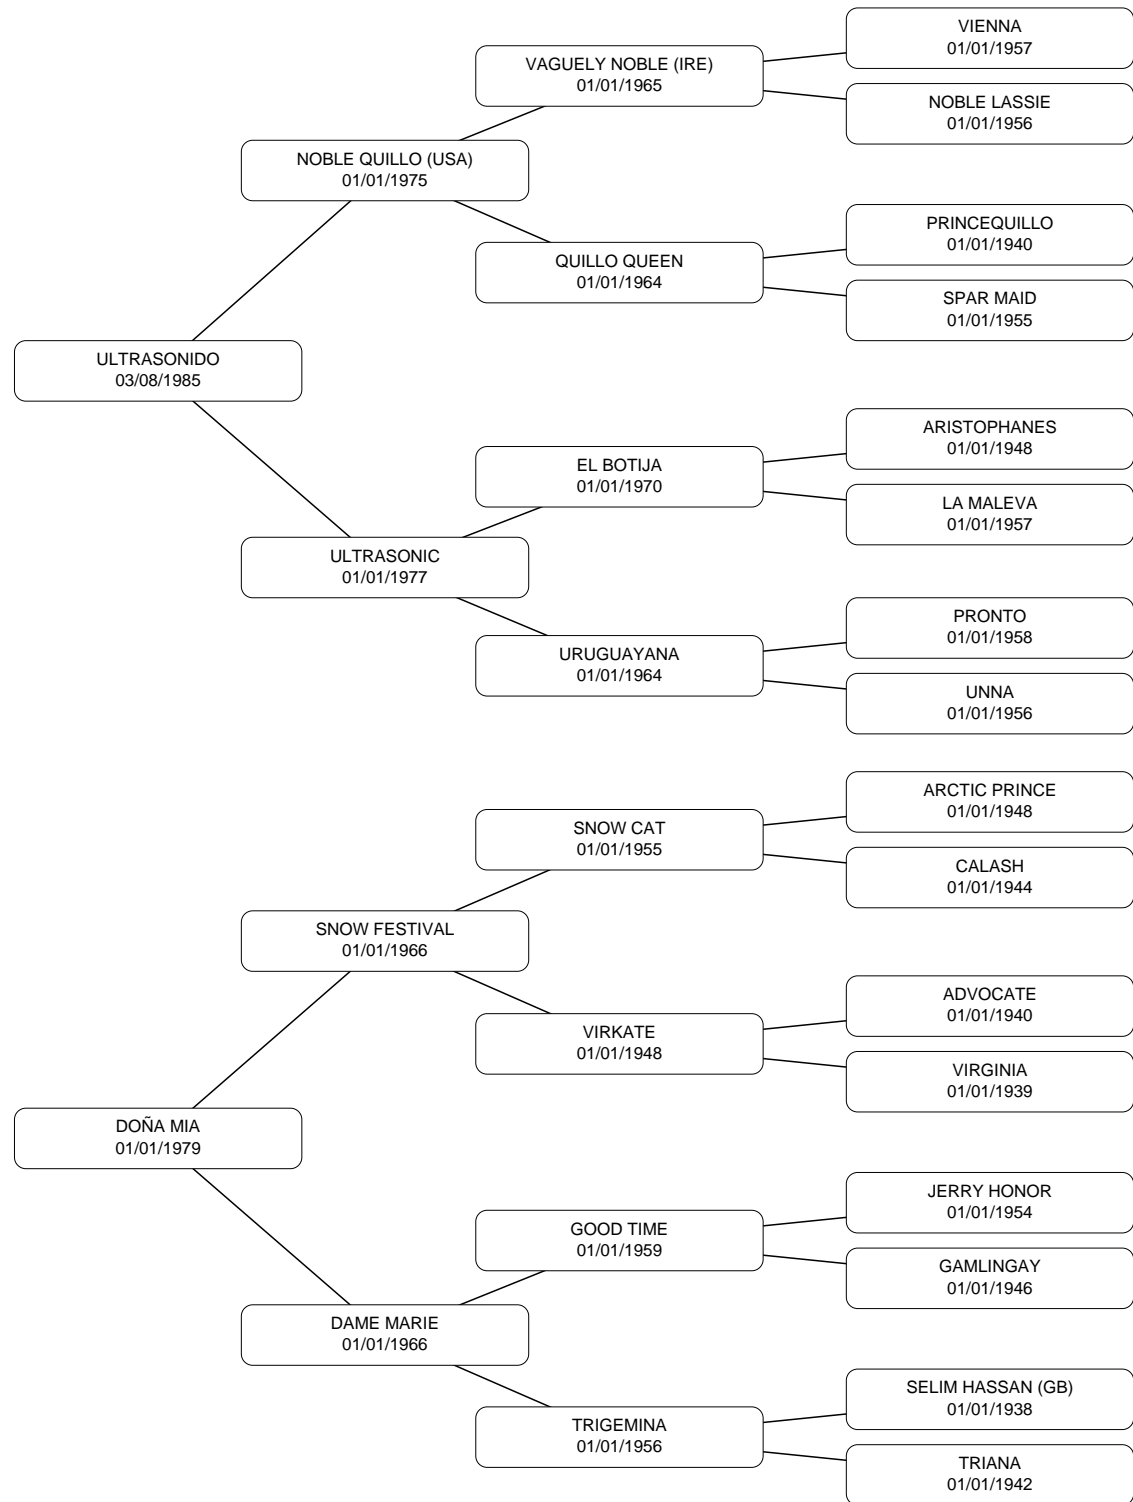 VIENNA
01/01/1957
VAGUELY NOBLE (IRE)
01/01/1965
NOBLE LASSIE
01/01/1956
NOBLE QUILLO (USA)
01/01/1975
PRINCEQUILLO
01/01/1940
QUILLO QUEEN
01/01/1964
SPAR MAID
01/01/1955
ULTRASONIDO
03/08/1985
ARISTOPHANES
01/01/1948
EL BOTIJA
01/01/1970
LA MALEVA
01/01/1957
ULTRASONIC
01/01/1977
PRONTO
01/01/1958
URUGUAYANA
01/01/1964
UNNA
01/01/1956
ARCTIC PRINCE
01/01/1948
SNOW CAT
01/01/1955
CALASH
01/01/1944
SNOW FESTIVAL
01/01/1966
ADVOCATE
01/01/1940
VIRKATE
01/01/1948
VIRGINIA
01/01/1939
DOÑA MIA
01/01/1979
JERRY HONOR
01/01/1954
GOOD TIME
01/01/1959
GAMLINGAY
01/01/1946
DAME MARIE
01/01/1966
SELIM HASSAN (GB)
01/01/1938
TRIGEMINA
01/01/1956
TRIANA
01/01/1942